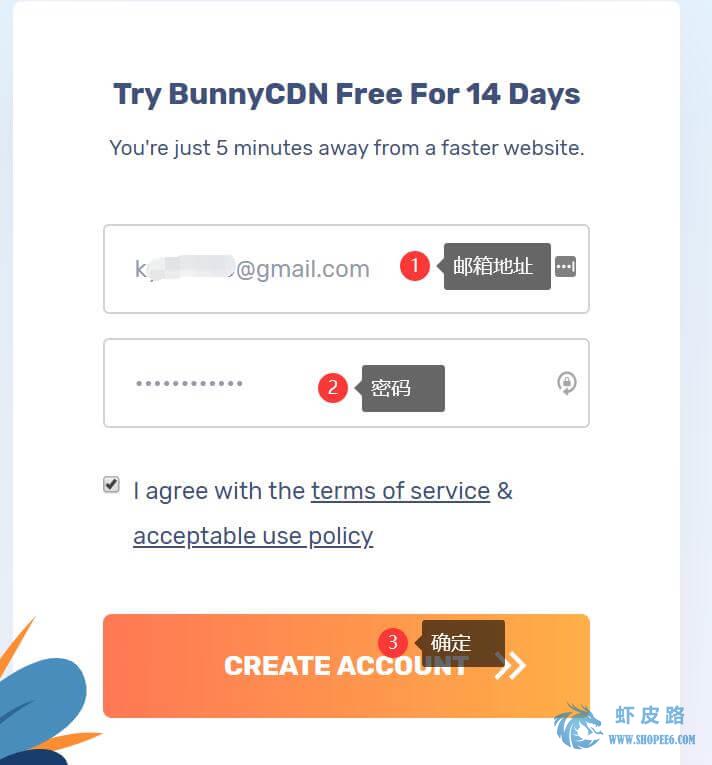 Try BunnyCDN Free For 14 Days
You're just 5 minutes away from a faster website.
@gmail.com
1 邮箱地址
••••••••••••
2 密码
I agree with the terms of service &
acceptable use policy
3 确定
CREATE ACCOUNT
虾皮路
WWW.SHOPEE6.COM